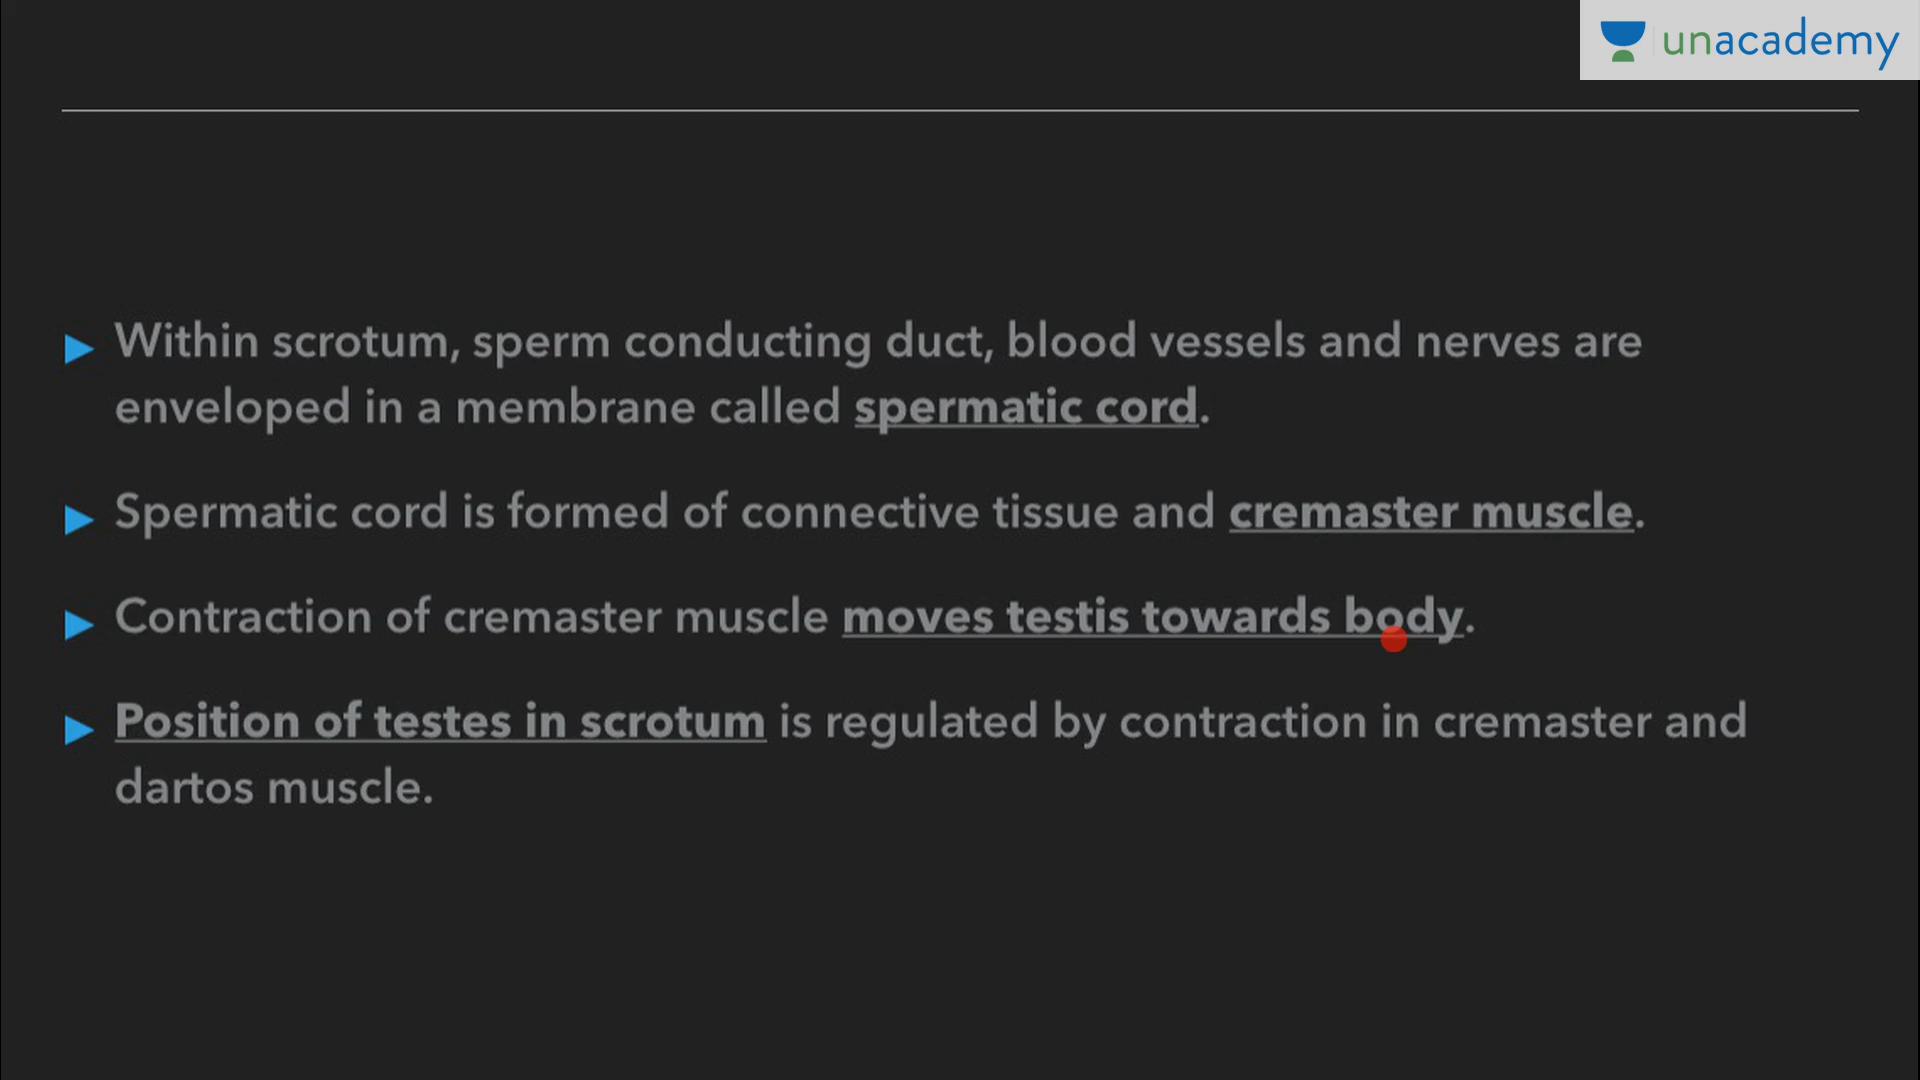 unacademy
Within scrotum, sperm conducting duct, blood vessels and nerves are
enveloped in a membrane called spermatic cord.
Spermatic cord is formed of connective tissue and cremaster muscle.
Contraction of cremaster muscle moves testis towards body.
Position of testes in scrotum is regulated by contraction in cremaster and
dartos muscle.